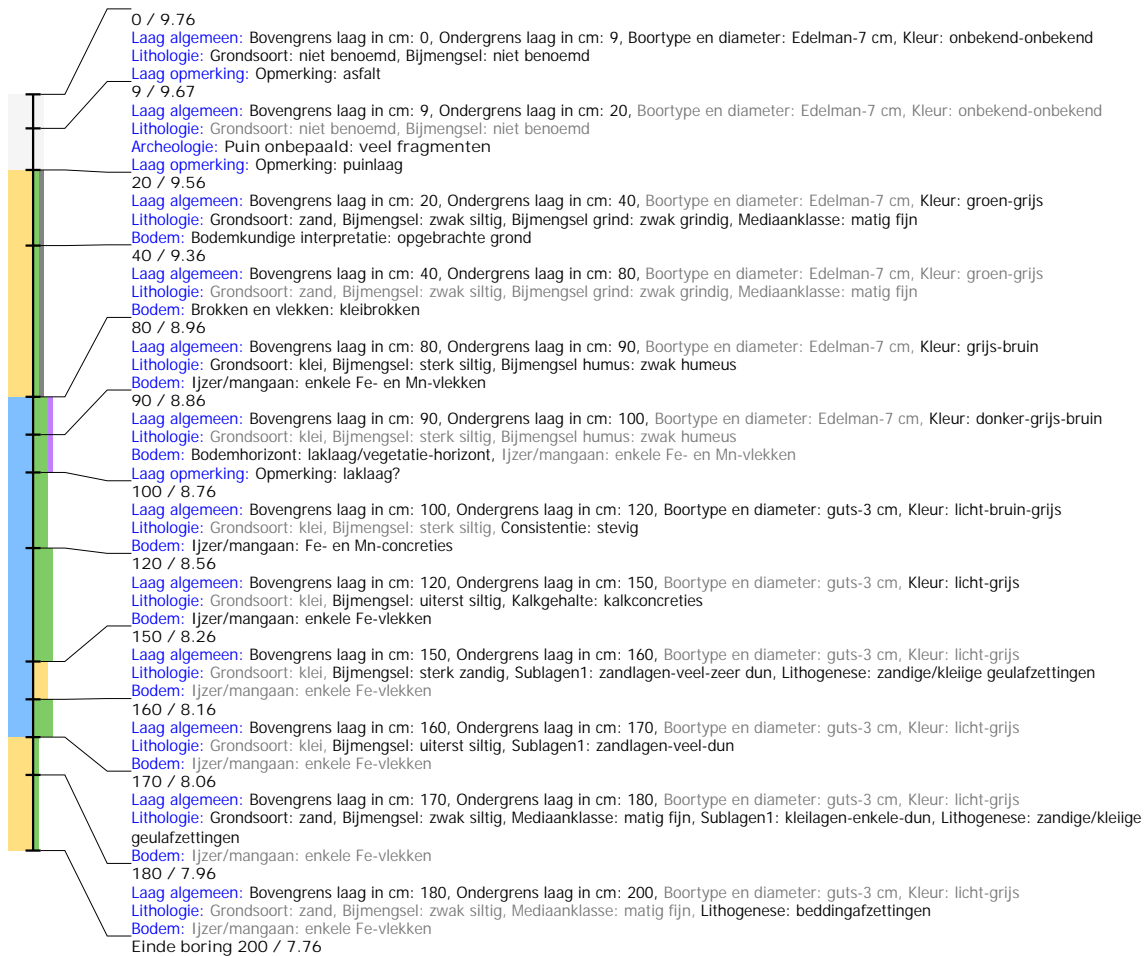 0 / 9.76
Laag algemeen: Bovengrens laag in cm: 0, Ondergrens laag in cm: 9, Boortype en diameter: Edelman-7 cm, Kleur: onbekend-onbekend
Lithologie: Grondsoort: niet benoemd, Bijmengsel: niet benoemd
Laag opmerking: Opmerking: asfalt
9 / 9.67
Laag algemeen: Bovengrens laag in cm: 9, Ondergrens laag in cm: 20, Boortype en diameter: Edelman-7 cm, Kleur: onbekend-onbekend
Lithologie: Grondsoort: niet benoemd, Bijmengsel: niet benoemd
Archeologie: Puin onbepaald: veel fragmenten
Laag opmerking: Opmerking: puinlaag
20 / 9.56
Laag algemeen: Bovengrens laag in cm: 20, Ondergrens laag in cm: 40, Boortype en diameter: Edelman-7 cm, Kleur: groen-grijs
Lithologie: Grondsoort: zand, Bijmengsel: zwak siltig, Bijmengsel grind: zwak grindig, Mediaanklasse: matig fijn
Bodem: Bodemkundige interpretatie: opgebrachte grond
40 / 9.36
Laag algemeen: Bovengrens laag in cm: 40, Ondergrens laag in cm: 80, Boortype en diameter: Edelman-7 cm, Kleur: groen-grijs
Lithologie: Grondsoort: zand, Bijmengsel: zwak siltig, Bijmengsel grind: zwak grindig, Mediaanklasse: matig fijn
Bodem: Brokken en vlekken: kleibrokken
80 / 8.96
Laag algemeen: Bovengrens laag in cm: 80, Ondergrens laag in cm: 90, Boortype en diameter: Edelman-7 cm, Kleur: grijs-bruin
Lithologie: Grondsoort: klei, Bijmengsel: sterk siltig, Bijmengsel humus: zwak humeus
Bodem: Ijzer/mangaan: enkele Fe- en Mn-vlekken
90 / 8.86
Laag algemeen: Bovengrens laag in cm: 90, Ondergrens laag in cm: 100, Boortype en diameter: Edelman-7 cm, Kleur: donker-grijs-bruin
Lithologie: Grondsoort: klei, Bijmengsel: sterk siltig, Bijmengsel humus: zwak humeus
Bodem: Bodemhorizont: laklaag/vegetatie-horizont, Ijzer/mangaan: enkele Fe- en Mn-vlekken
Laag opmerking: Opmerking: laklaag?
100 / 8.76
Laag algemeen: Bovengrens laag in cm: 100, Ondergrens laag in cm: 120, Boortype en diameter: guts-3 cm, Kleur: licht-bruin-grijs
Lithologie: Grondsoort: klei, Bijmengsel: sterk siltig, Consistentie: stevig
Bodem: Ijzer/mangaan: Fe- en Mn-concreties
120 / 8.56
Laag algemeen: Bovengrens laag in cm: 120, Ondergrens laag in cm: 150, Boortype en diameter: guts-3 cm, Kleur: licht-grijs
Lithologie: Grondsoort: klei, Bijmengsel: uiterst siltig, Kalkgehalte: kalkconcreties
Bodem: Ijzer/mangaan: enkele Fe-vlekken
150 / 8.26
Laag algemeen: Bovengrens laag in cm: 150, Ondergrens laag in cm: 160, Boortype en diameter: guts-3 cm, Kleur: licht-grijs
Lithologie: Grondsoort: klei, Bijmengsel: sterk zandig, Sublagen1: zandlagen-veel-zeer dun, Lithogenese: zandige/kleiige geulafzettingen
Bodem: Ijzer/mangaan: enkele Fe-vlekken
160 / 8.16
Laag algemeen: Bovengrens laag in cm: 160, Ondergrens laag in cm: 170, Boortype en diameter: guts-3 cm, Kleur: licht-grijs
Lithologie: Grondsoort: klei, Bijmengsel: uiterst siltig, Sublagen1: zandlagen-veel-dun
Bodem: Ijzer/mangaan: enkele Fe-vlekken
170 / 8.06
Laag algemeen: Bovengrens laag in cm: 170, Ondergrens laag in cm: 180, Boortype en diameter: guts-3 cm, Kleur: licht-grijs
Lithologie: Grondsoort: zand, Bijmengsel: zwak siltig, Mediaanklasse: matig fijn, Sublagen1: kleilagen-enkele-dun, Lithogenese: zandige/kleiige
geulafzettingen
Bodem: Ijzer/mangaan: enkele Fe-vlekken
180 / 7.96
Laag algemeen: Bovengrens laag in cm: 180, Ondergrens laag in cm: 200, Boortype en diameter: guts-3 cm, Kleur: licht-grijs
Lithologie: Grondsoort: zand, Bijmengsel: zwak siltig, Mediaanklasse: matig fijn, Lithogenese: beddingafzettingen
Bodem: Ijzer/mangaan: enkele Fe-vlekken
Einde boring 200 / 7.76